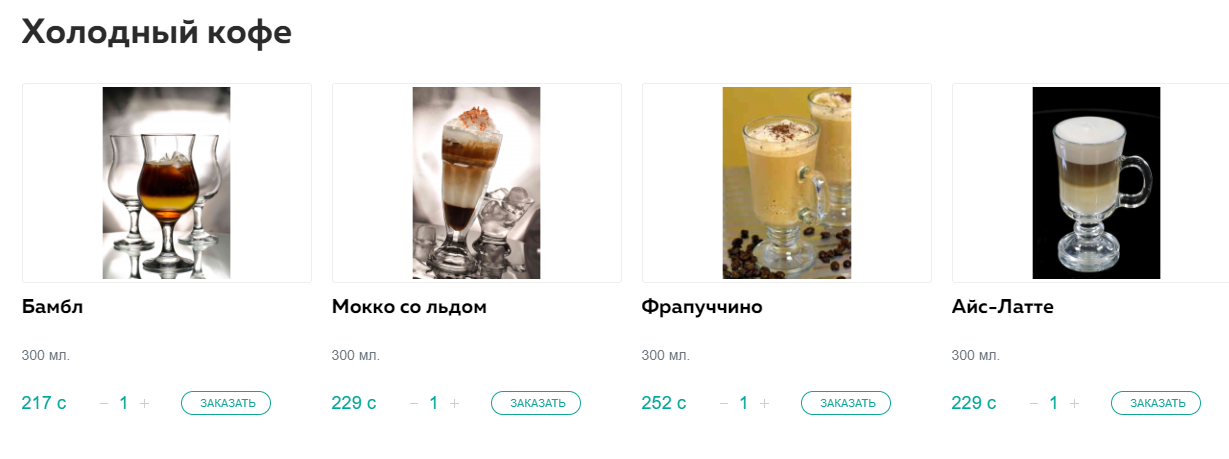 Холодный кофе
Бамбл
Мокко со льдом
Фрапуччино
Айс-Латте
300 мл.
300 мл.
300 мл.
300 мл.
217 с − 1 + ЗАКАЗАТЬ
229 с − 1 + ЗАКАЗАТЬ
252 с − 1 + ЗАКАЗАТЬ
229 с − 1 + ЗАКАЗАТЬ